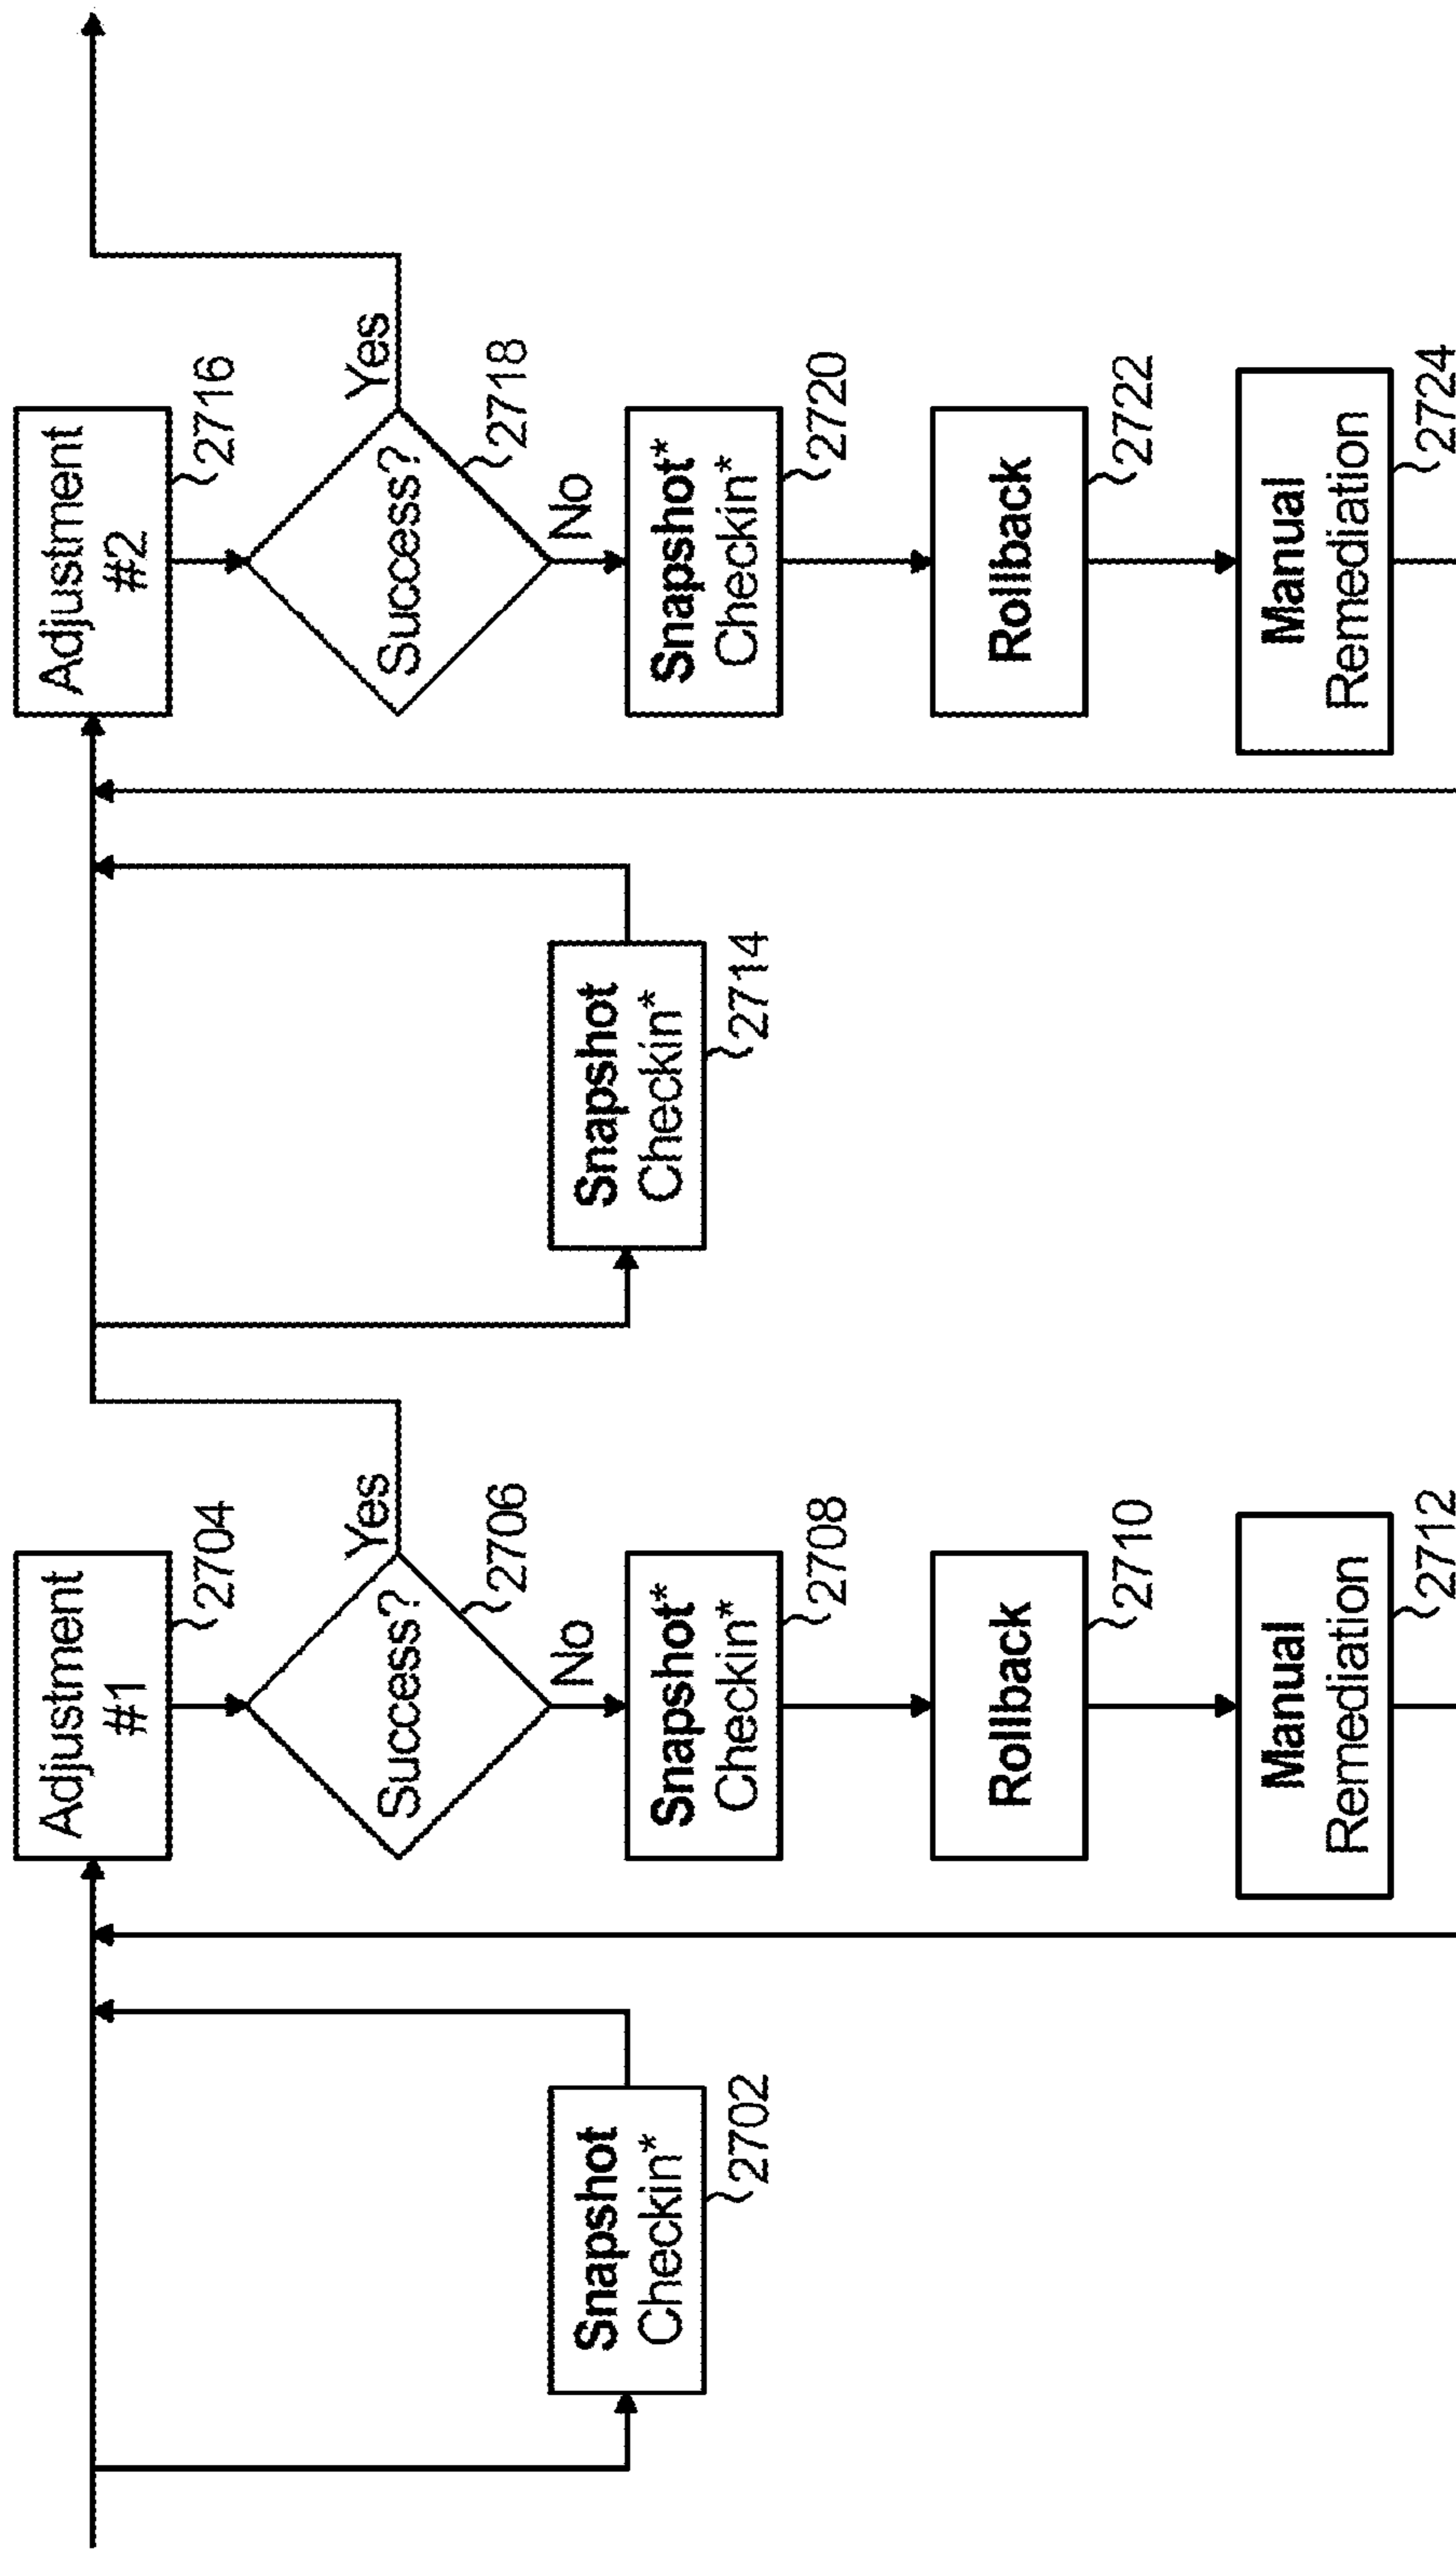 Snapshot
Checkin*
2702
Adjustment
#1
2704
Success?
Yes
2706
No
Snapshot*
Checkin*
2708
Rollback
2710
Manual
Remediation
2712
Snapshot
Checkin*
2714
Adjustment
#2
2716
Success?
Yes
2718
No
Snapshot*
Checkin*
2720
Rollback
2722
Manual
Remediation
2724